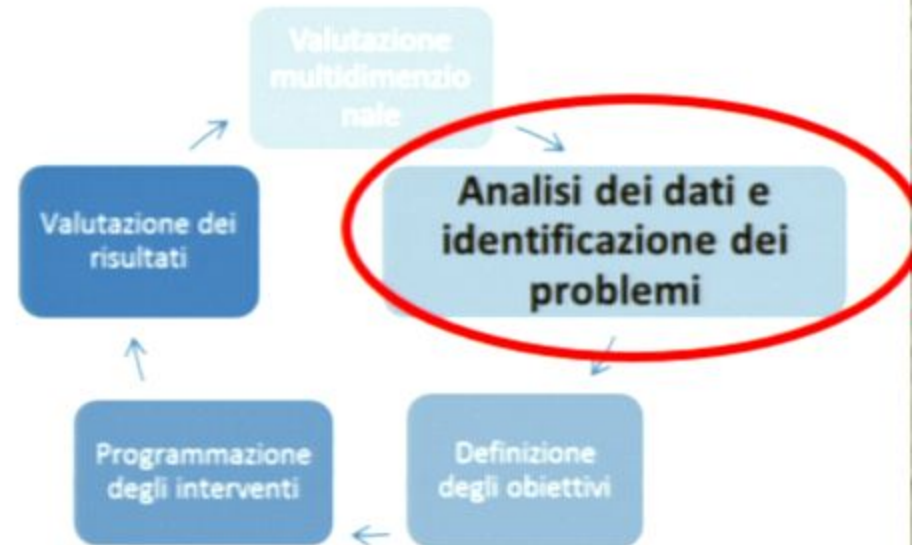 Valutazione
multidimenzio
nale
Analisi dei dati e
identificazione dei
problemi
Valutazione dei
risultati
Programmazione
degli interventi
Definizione
degli obiettivi